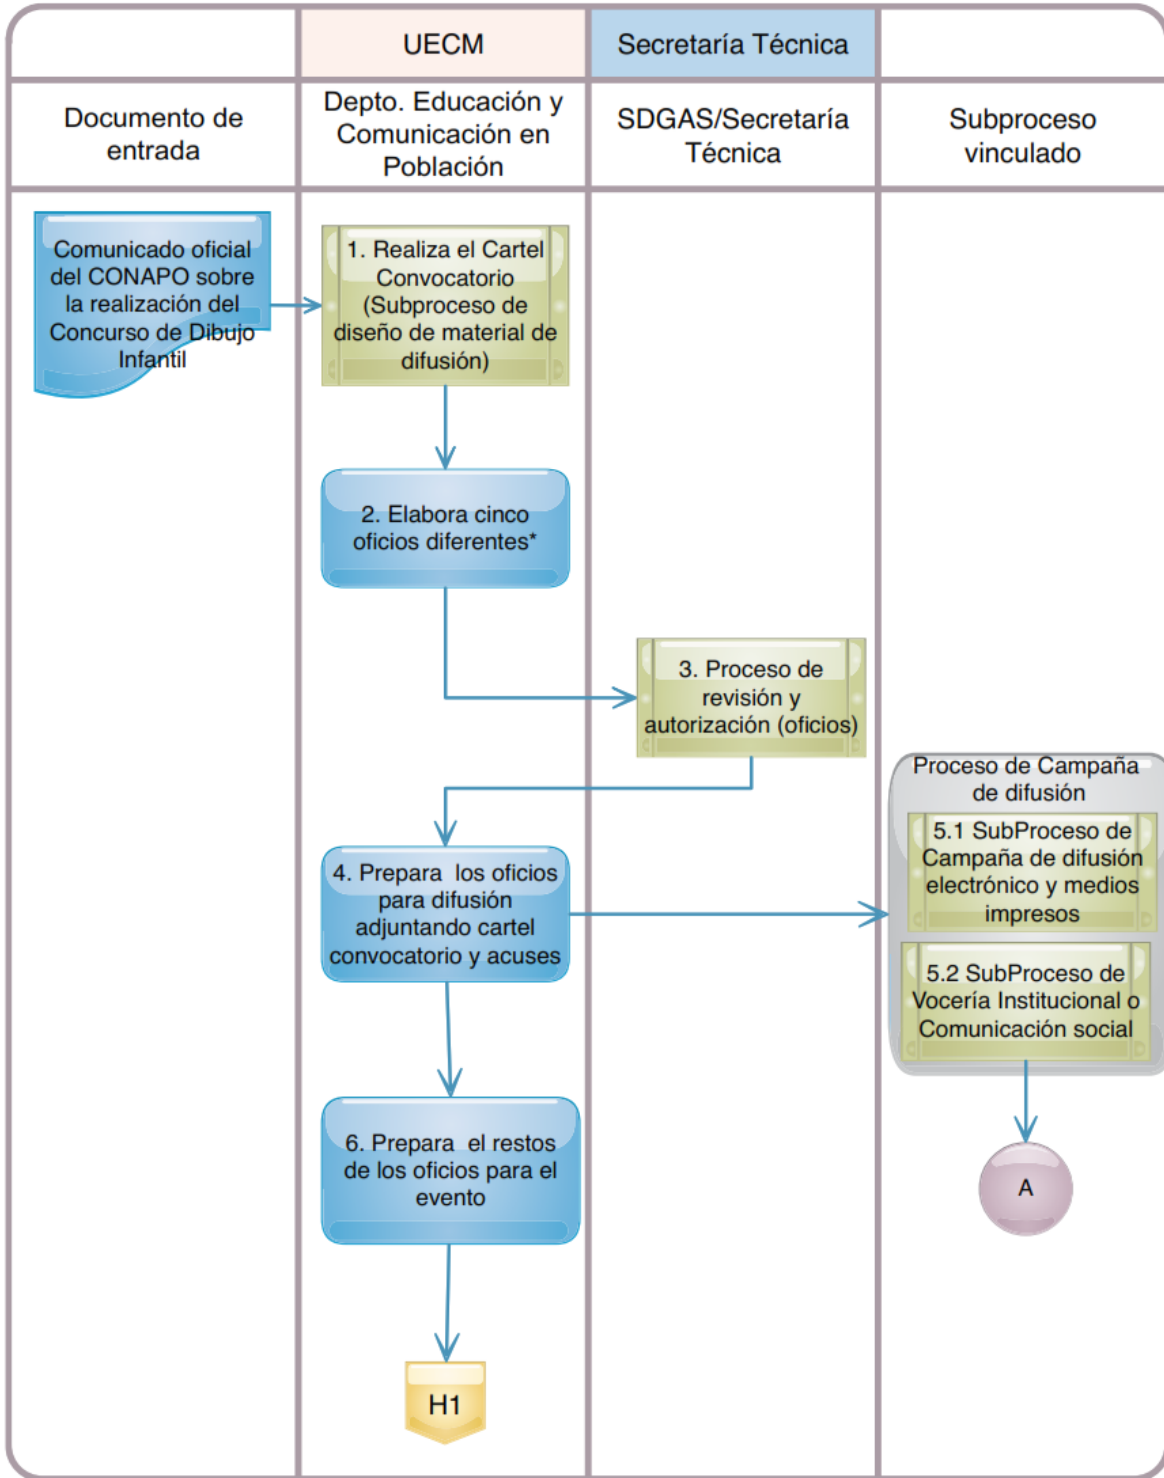 UECM
Secretaría Técnica
Documento de
entrada
Depto. Educación y
Comunicación en
Población
SDGAS/Secretaría
Técnica
Subproceso
vinculado
Comunicado oficial
del CONAPO sobre
la realización del
Concurso de Dibujo
Infantil
1. Realiza el Cartel
Convocatorio
(Subproceso de
diseño de material de
difusión)
2. Elabora cinco
oficios diferentes*
3. Proceso de
revisión y
autorización (oficios)
4. Prepara  los oficios
para difusión
adjuntando cartel
convocatorio y acuses
Proceso de Campaña
de difusión
5.1 SubProceso de
Campaña de difusión
electrónico y medios
impresos
5.2 SubProceso de
Vocería Institucional o
Comunicación social
6. Prepara  el restos
de los oficios para el
evento
A
H1